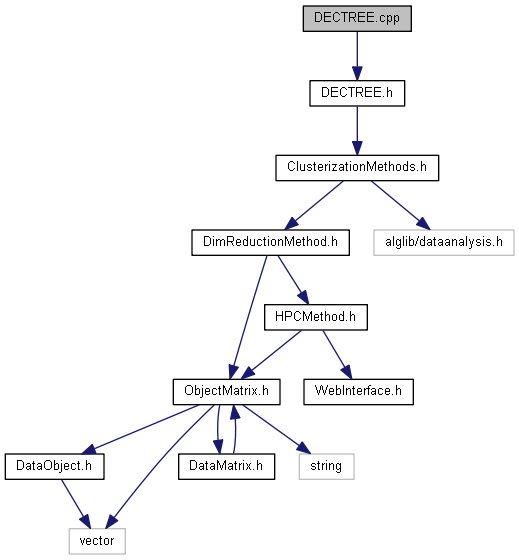 DECTREE.cpp
DECTREE.h
ClusterizationMethods.h
DimReductionMethod.h
alglib/dataanalysis.h
HPCMethod.h
ObjectMatrix.h
WebInterface.h
DataObject.h
DataMatrix.h
string
vector